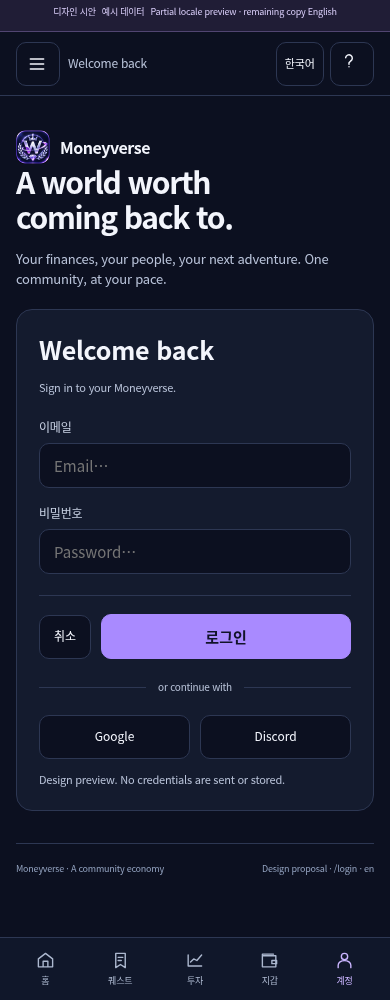 디자인 시안 예시 데이터 Partial locale preview · remaining copy English
Welcome back
한국어
?
Moneyverse
A world worth
coming back to.
Your finances, your people, your next adventure. One
community, at your pace.
Welcome back
Sign in to your Moneyverse.
이메일
Email…
비밀번호
Password…
취소
로그인
or continue with
Google
Discord
Design preview. No credentials are sent or stored.
Moneyverse · A community economy
Design proposal · /login · en
홈
퀘스트
투자
지갑
계정